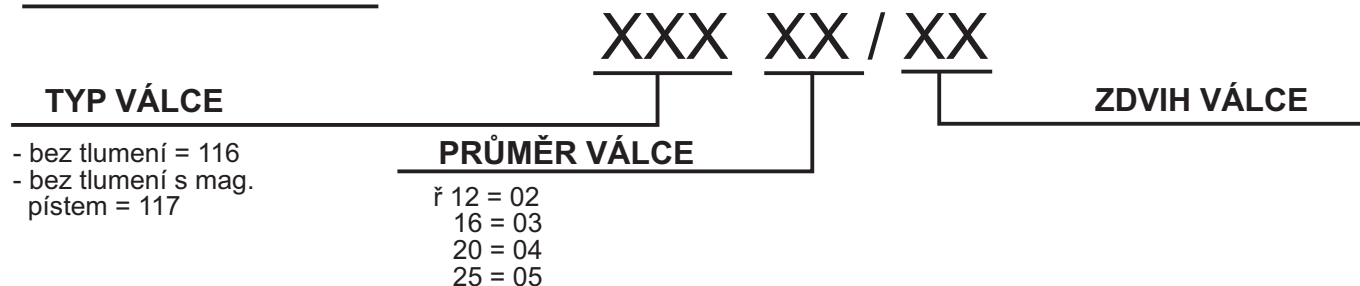 XXX XX / XX
TYP VÁLCE
ZDVIH VÁLCE
- bez tlumení = 116
- bez tlumení s mag.
pístem = 117
PRŮMĚR VÁLCE
ř 12 = 02
16 = 03
20 = 04
25 = 05